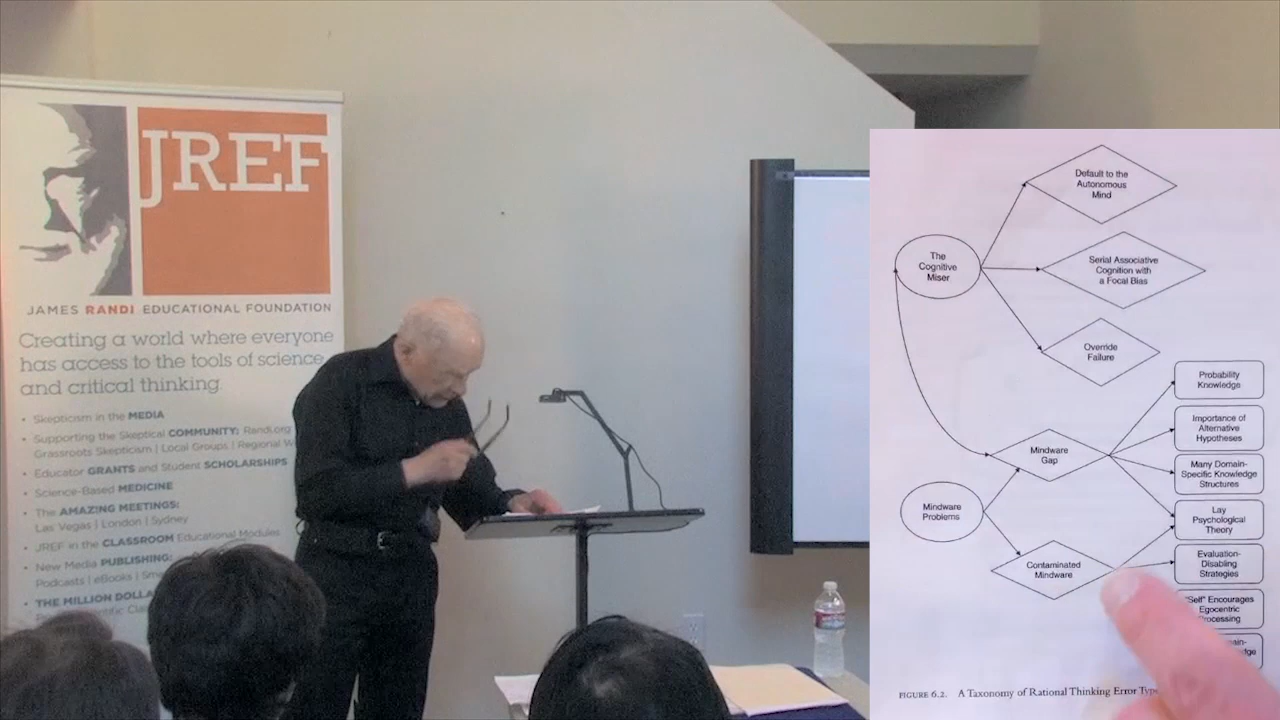 JREF
JAMES RANDI EDUCATIONAL FOUNDATION
Creating a world where everyone
has access to the tools of science
and critical thinking.
• Skepticism in the MEDIA
• Supporting the Skeptical COMMUNITY: Randi.org
Grassroots Skepticism | Local Groups | Regional
• Educator GRANTS and Student SCHOLARSHIPS
• Science-Based MEDICINE
• The AMAZING MEETINGS:
Las Vegas | London | Sydney
• JREF in the CLASSROOM Educational Modules
• New Media PUBLISHING:
Podcasts | eBooks |
• THE MILLION
Default to the
Autonomous
Mind
The
Cognitive
Miser
Serial Associative
Cognition with
a Focal Bias
Override
Failure
Probability
Knowledge
Importance of
Alternative
Hypotheses
Mindware
Gap
Many Domain-
Specific Knowledge
Structures
Mindware
Problems
Lay
Psychological
Theory
Contaminated
Mindware
Evaluation-
Disabling
Strategies
"Self" Encourages
Egocentric
Processing
FIGURE 6.2. A Taxonomy of Rational Thinking Error